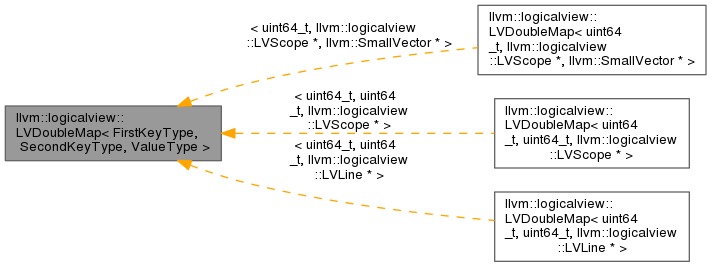 llvm::logicalview::
LVDoubleMap< FirstKeyType,
SecondKeyType, ValueType >
< uint64_t, llvm::logicalview
::LVScope *, llvm::SmallVector * >
llvm::logicalview::
LVDoubleMap< uint64
_t, llvm::logicalview
::LVScope *, llvm::SmallVector * >
< uint64_t, uint64
_t, llvm::logicalview
::LVScope * >
llvm::logicalview::
LVDoubleMap< uint64
_t, uint64_t, llvm::logicalview
::LVScope * >
< uint64_t, uint64
_t, llvm::logicalview
::LVLine * >
llvm::logicalview::
LVDoubleMap< uint64
_t, uint64_t, llvm::logicalview
::LVLine * >